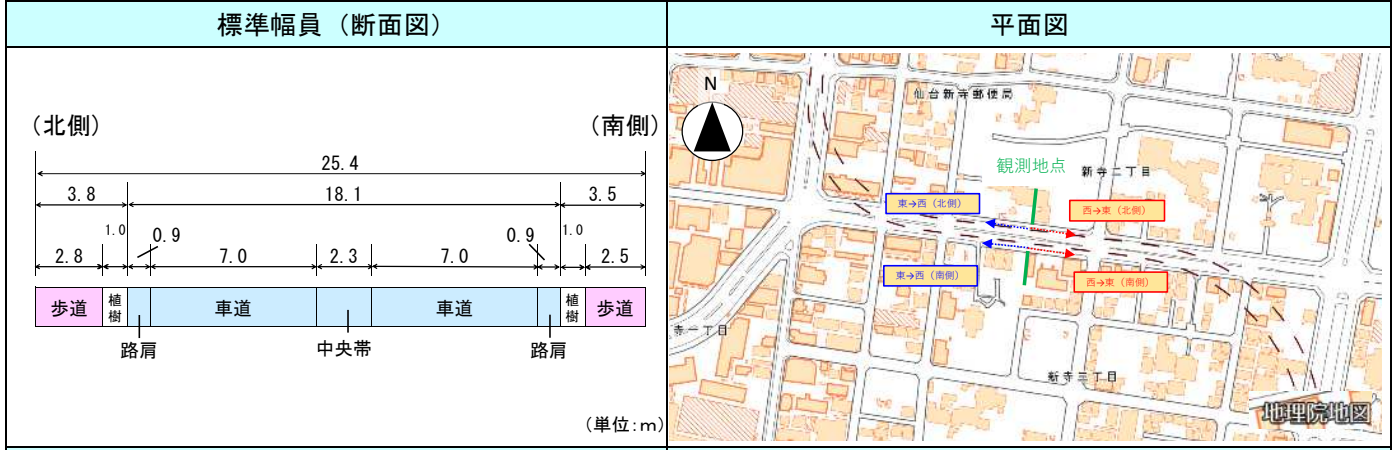 標準幅員（断面図）
平面図
(北側)
(南側)
25.4
3.8
18.1
3.5
1.0
0.9
0.9
1.0
2.8
7.0
2.3
7.0
2.5
歩道
植樹
車道
車道
植樹
歩道
路肩
中央帯
路肩
(単位:m)
N
仙台新寺郵便局
観測地点
新寺二丁目
東→西（北側）
西→東（北側）
東→西（南側）
西→東（南側）
寺一丁目
新寺三丁目
地理院地図